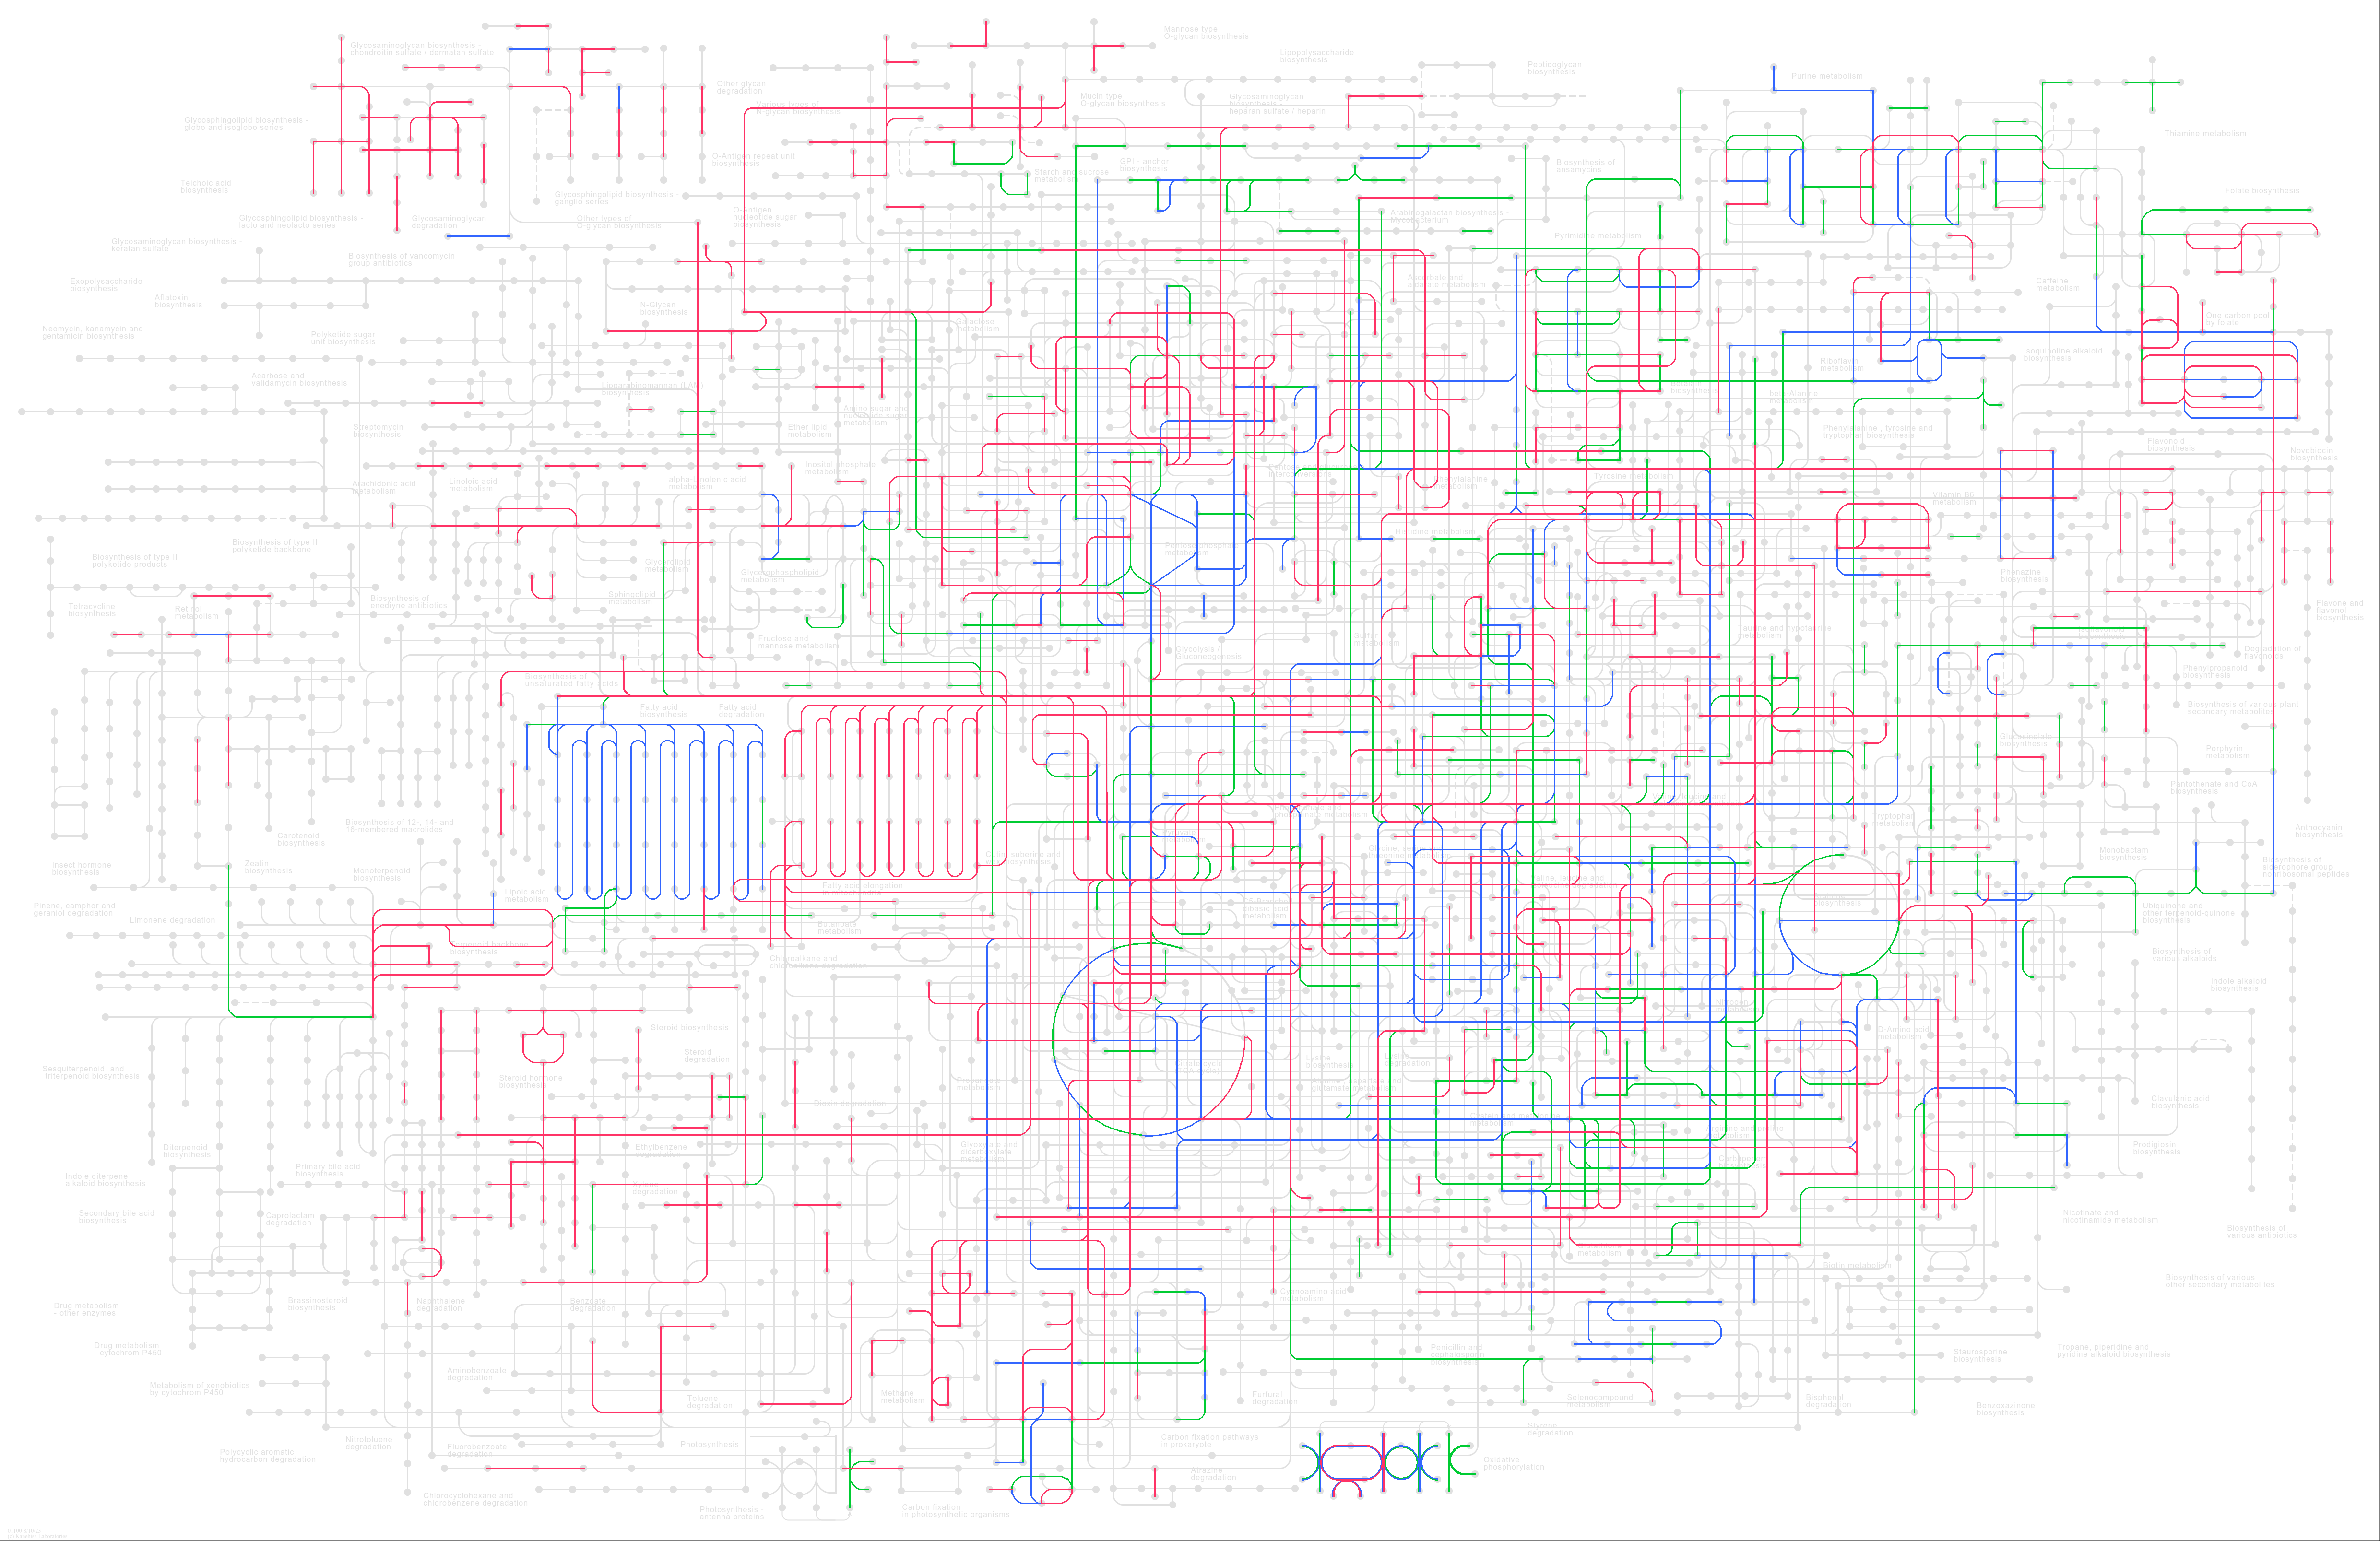 Mannose type
O-glycan biosynthesis
Glycosaminoglycan biosynthesis -
chondroitin sulfate / dermatan sulfate
Lipopolysaccharide
biosynthesis
Peptidoglycan
biosynthesis
Purine metabolism
Other glycan
degradation
Various types of
N-glycan biosynthesis
Mucin type
O-glycan biosynthesis
Glycosaminoglycan
biosynthesis -
heparan sulfate / heparin
Glycosphingolipid biosynthesis -
globo and isoglobo series
Thiamine metabolism
O-Antigen repeat unit
biosynthesis
GPI - anchor
biosynthesis
Starch and sucrose
metabolism
Biosynthesis of
ansamycins
Teichoic acid
biosynthesis
Glycosphingolipid biosynthesis -
ganglio series
Folate biosynthesis
Glycosphingolipid biosynthesis -
lacto and neolacto series
Glycosaminoglycan
degradation
Other types of
O-glycan biosynthesis
O-Antigen
nucleotide sugar
biosynthesis
Arabinogalactan biosynthesis -
Mycobacterium
Glycosaminoglycan biosynthesis -
keratan sulfate
Pyrimidine metabolism
Biosynthesis of vancomycin
group antibiotics
Exopolysaccharide
biosynthesis
Aflatoxin
biosynthesis
Ascorbate and
aldarate metabolism
Caffeine
metabolism
N-Glycan
biosynthesis
Galactose
metabolism
One carbon pool
by folate
Neomycin, kanamycin and
gentamicin biosynthesis
Polyketide sugar
unit biosynthesis
Riboflavin
metabolism
Isoquinoline alkaloid
biosynthesis
Acarbose and
validamycin biosynthesis
Lipoarabinomannan (LAM)
biosynthesis
beta-Alanine
metabolism
Amino sugar and
Streptomycin
biosynthesis
Ether lipid
metabolism
Phenylalanine, tyrosine and
tryptophan biosynthesis
Flavonoid
biosynthesis
Novobiocin
biosynthesis
Inositol phosphate
metabolism
Arachidonic acid
metabolism
Linoleic acid
metabolism
alpha-Linolenic acid
metabolism
Tyrosine metabolism
Vitamin B6
metabolism
Histidine metabolism
Biosynthesis of type II
polyketide products
Biosynthesis of type II
polyketide backbone
Glycerolipid
metabolism
Glycerophospholipid
metabolism
Phenazine
biosynthesis
Tetracycline
biosynthesis
Retinol
metabolism
Biosynthesis of
enediyne antibiotics
Sphingolipid
metabolism
Flavone and
flavonol
biosynthesis
Fructose and
mannose metabolism
Glycolysis /
Gluconeogenesis
Taurine and hypotaurine
metabolism
Degradation of
flavonoids
Phenylpropanoid
biosynthesis
Biosynthesis of
unsaturated fatty acids
Fatty acid
biosynthesis
Fatty acid
degradation
Biosynthesis of various plant
secondary metabolites
Glucosinolate
biosynthesis
Porphyrin
metabolism
Pantothenate and CoA
biosynthesis
Biosynthesis of 12-, 14- and
16-membered macrolides
Carotenoid
biosynthesis
Tryptophan
metabolism
Anthocyanin
biosynthesis
Insect hormone
biosynthesis
Zeatin
biosynthesis
Monoterpenoid
biosynthesis
Monobactam
biosynthesis
Biosynthesis of
siderophore group
nonribosomal peptides
Lipoic acid
metabolism
Fatty acid elongation
Pinene, camphor and
geraniol degradation
Limonene degradation
Butanoate
metabolism
Ubiquinone and
other terpenoid-quinone
biosynthesis
Chloroalkane and
chloroalkene degradation
Biosynthesis of
various alkaloids
Indole alkaloid
biosynthesis
Steroid biosynthesis
D-Amino acid
metabolism
Sesquiterpenoid and
triterpenoid biosynthesis
Steroid
degradation
Steroid hormone
biosynthesis
Lysine
biosynthesis
Lysine
degradation
Clavulanic acid
biosynthesis
Diterpenoid
biosynthesis
Ethylbenzene
degradation
Prodigiosin
biosynthesis
Indole diterpene
alkaloid biosynthesis
Primary bile acid
biosynthesis
Secondary bile acid
biosynthesis
Caprolactam
degradation
Nicotinate and
nicotinamide metabolism
Biosynthesis of
various antibiotics
Biotin metabolism
Biosynthesis of various
other secondary metabolites
Drug metabolism
- other enzymes
Brassinosteroid
biosynthesis
Naphthalene
degradation
Benzoate
degradation
Cyanoamino acid
metabolism
Drug metabolism
- cytochrom P450
Aminobenzoate
degradation
Penicillin and
cephalosporin
biosynthesis
Staurosporine
biosynthesis
Tropane, piperidine and
pyridine alkaloid biosynthesis
Metabolism of xenobiotics
by cytochrom P450
Toluene
degradation
Methane
metabolism
Furfural
degradation
Selenocompound
metabolism
Bisphenol
degradation
Benzoxazinone
biosynthesis
Styrene
degradation
Nitrotoluene
degradation
Fluorobenzoate
degradation
Photosynthesis
Carbon fixation pathways
in prokaryote
Polycyclic aromatic
hydrocarbon degradation
Oxidative
phosphorylation
Atrazine
degradation
Chlorocyclohexane and
chlorobenzene degradation
Photosynthesis -
antenna proteins
Carbon fixation
in photosynthetic organisms